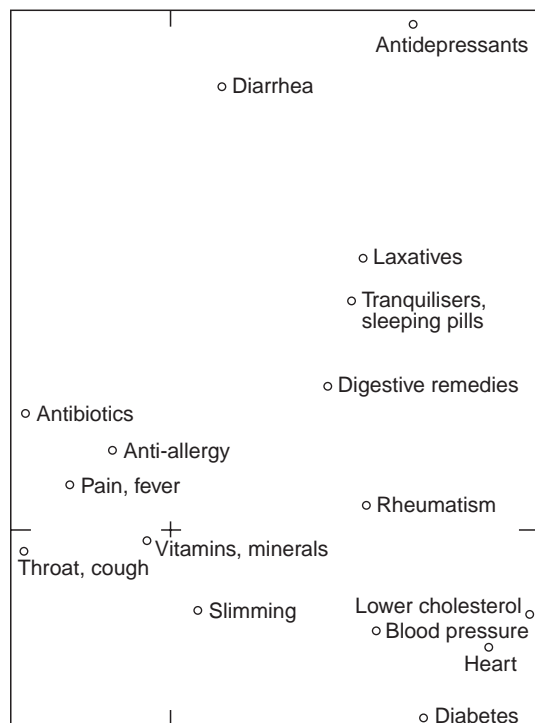 Antidepressants
Diarrhea
Laxatives
Tranquilisers,
sleeping pills
Digestive remedies
Antibiotics
Anti-allergy
Pain, fever
Rheumatism
Vitamins, minerals
Throat, cough
Lower cholesterol
Slimming
Blood pressure
Heart
Diabetes